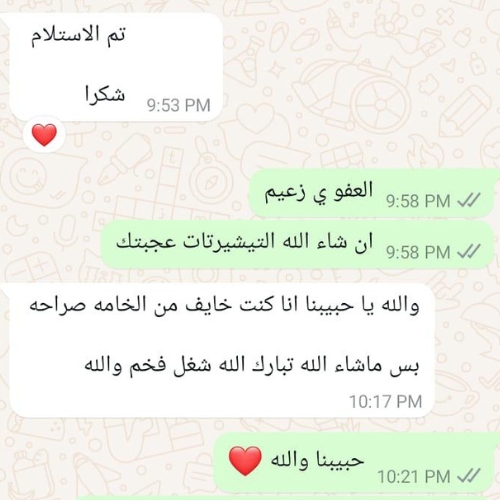 تم الاستلام
شكرا
9:53 PM
❤️
العفو ي زعيم
9:58 PM
ان شاء الله التيشيرتات عجبتك
9:58 PM
والله يا حبيبنا انا كنت خايف من الخامه صراحه
بس ماشاء الله تبارك الله شغل فخم والله
10:17 PM
حبيبنا والله ❤️
10:21 PM